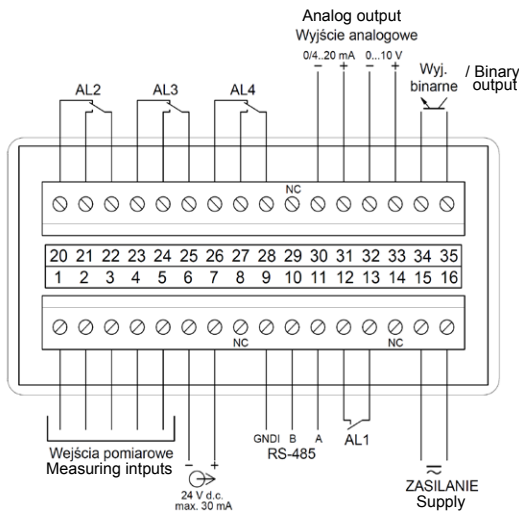 Analog output
Wyjście analogowe
0/4..20 mA 0...10 V
− + − +
Wyj. binarne / Binary output
AL2 AL3 AL4
NC
20 21 22 23 24 25 26 27 28 29 30 31 32 33 34 35
1 2 3 4 5 6 7 8 9 10 11 12 13 14 15 16
NC NC
Wejścia pomiarowe
Measuring intputs
− +
24 V d.c.
max. 30 mA
GNDI B A
RS-485
AL1
ZASILANIE
Supply